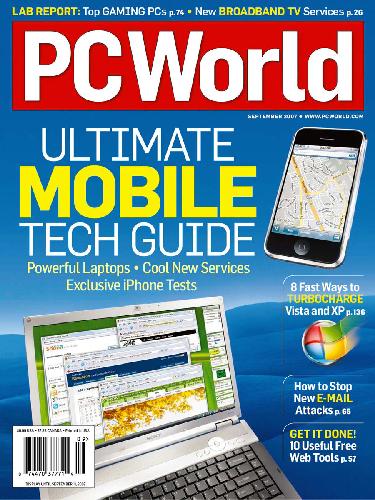 LAB REPORT: Top GAMING PCs p.74 • New BROADBAND TV Services p.26
PCWorld
SEPTEMBER 2007 • WWW.PCWORLD.COM
ULTIMATE
MOBILE
TECH GUIDE
Powerful Laptops • Cool New Services
Exclusive iPhone Tests
8 Fast Ways to
TURBOCHARGE
Vista and XP p.136
How to Stop
New E-MAIL
Attacks p.65
GET IT DONE!
10 Useful Free
Web Tools p.57
09